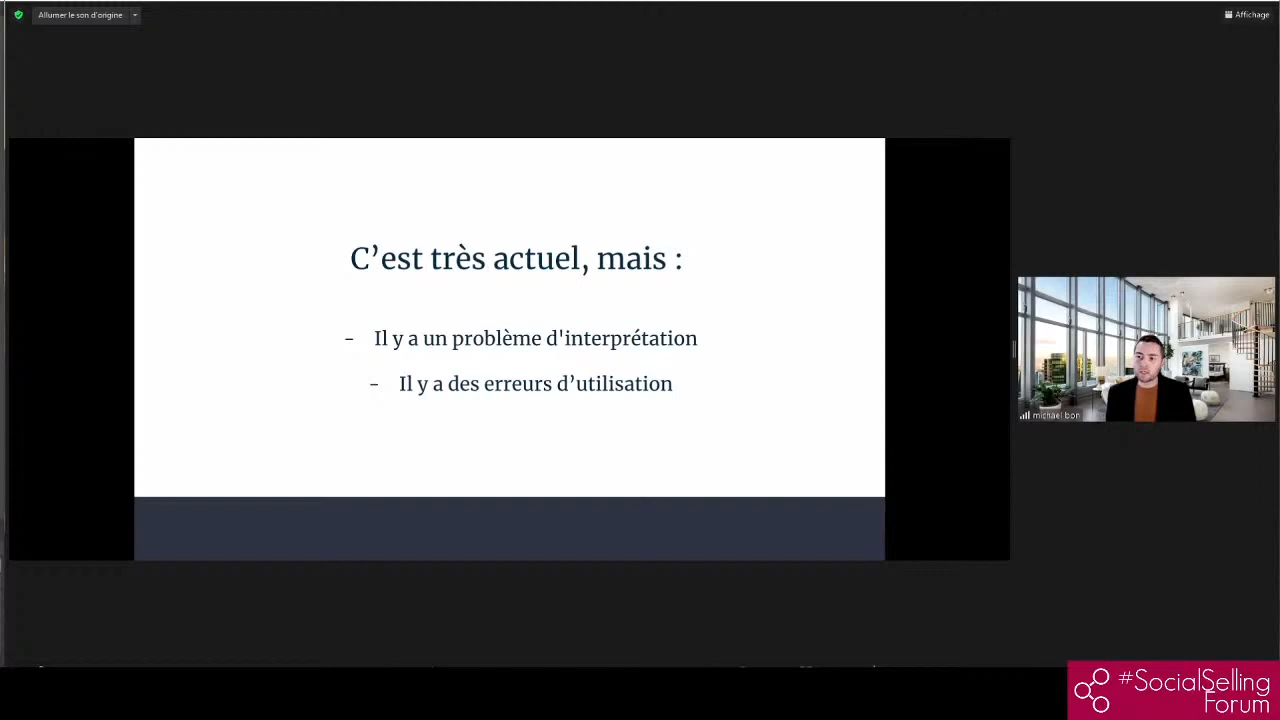 Allumer le son d'origine
Affichage
C’est très actuel, mais :
- Il y a un problème d'interprétation
- Il y a des erreurs d’utilisation
michael bon
#SocialSelling
Forum